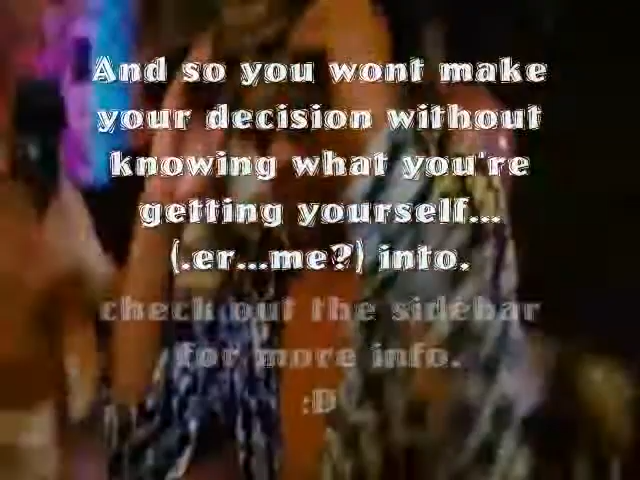 And so you wont make
your decision without
knowing what you're
getting yourself...
(.er...me?) into.
check out the sidebar
for more info.
:D